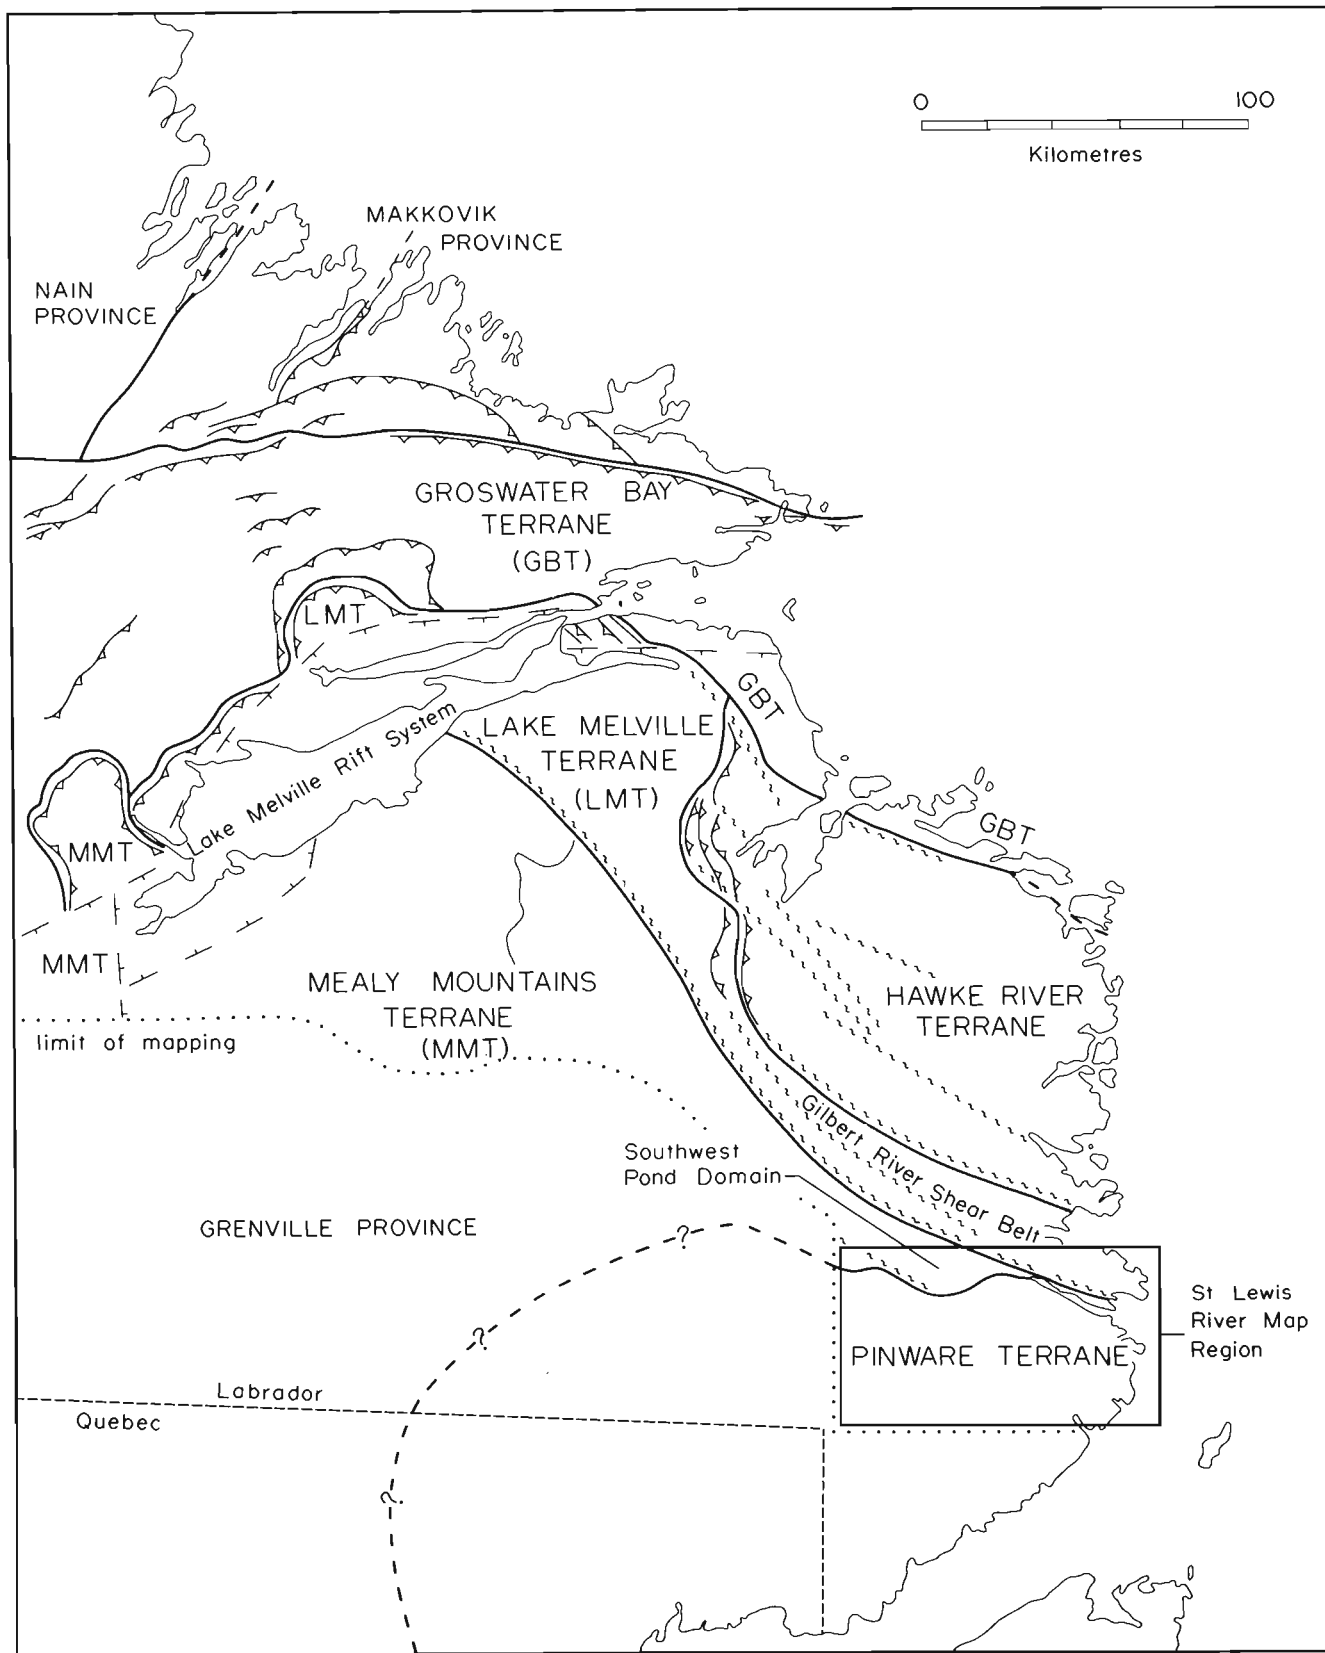 0 100
Kilometres
MAKKOVIK
PROVINCE
NAIN
PROVINCE
GROSWATER BAY
TERRANE
(GBT)
LMT
GBT
LAKE MELVILLE
TERRANE
(LMT)
Lake Melville Rift System
GBT
MMT
MMT
MEALY MOUNTAINS
TERRANE
(MMT)
HAWKE RIVER
TERRANE
limit of mapping
Gilbert River Shear Belt
Southwest
Pond Domain
GRENVILLE PROVINCE
?
?
St Lewis
River Map
Region
PINWARE TERRANE
Labrador
Quebec
?